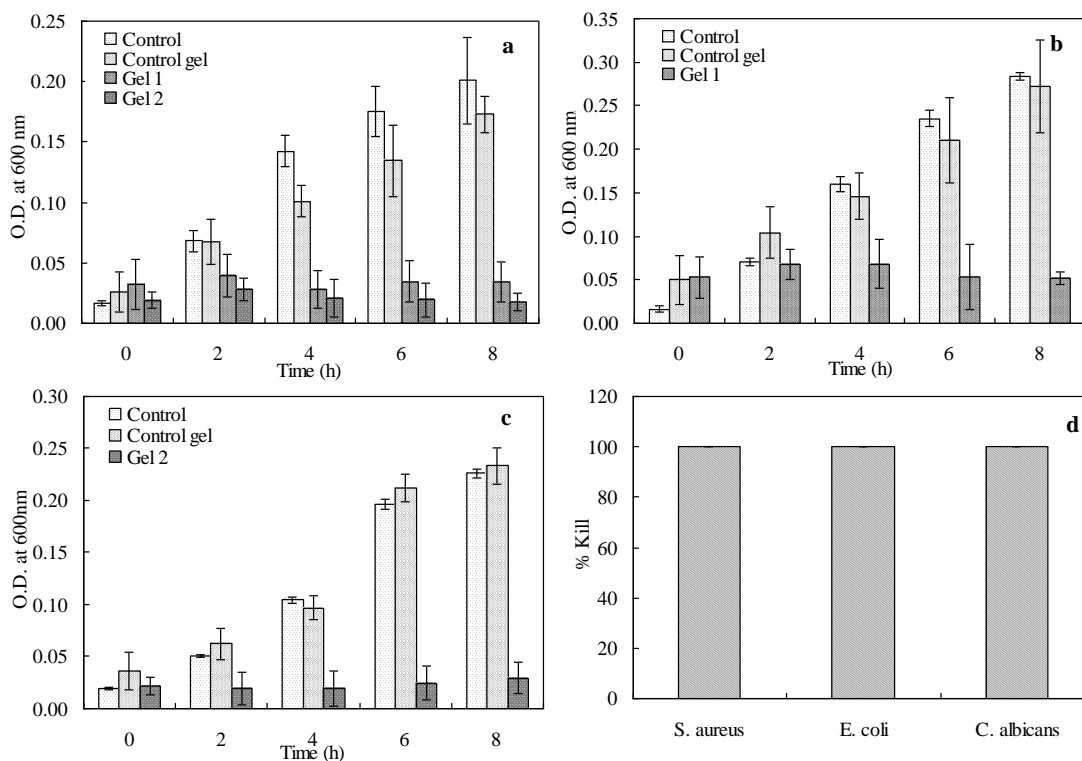 a
Control
Control gel
Gel 1
Gel 2
O.D. at 600 nm
0.20
0.15
0.10
0.05
0.00
0 2 4 6 8
Time (h)
b
Control
Control gel
Gel 1
O.D. at 600 nm
0.35
0.30
0.25
0.20
0.15
0.10
0.05
0.00
0 2 4 6 8
Time (h)
c
Control
Control gel
Gel 2
O.D. at 600nm
0.30
0.25
0.20
0.15
0.10
0.05
0.00
0 2 4 6 8
Time (h)
d
% Kill
120
100
80
60
40
20
0
S. aureus E. coli C. albicans